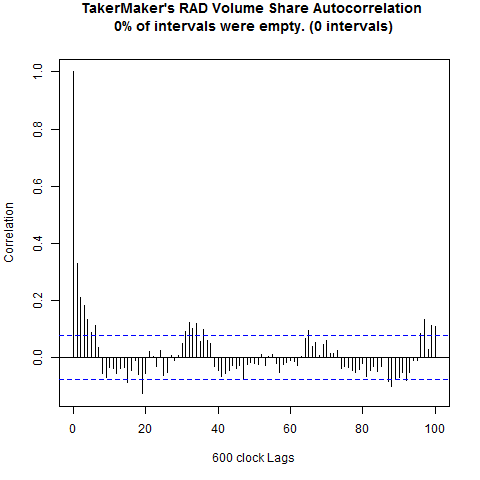 TakerMaker's RAD Volume Share Autocorrelation
0% of intervals were empty. (0 intervals)
1.0
0.8
0.6
0.4
0.2
0.0
Correlation
0 20 40 60 80 100
600 clock Lags